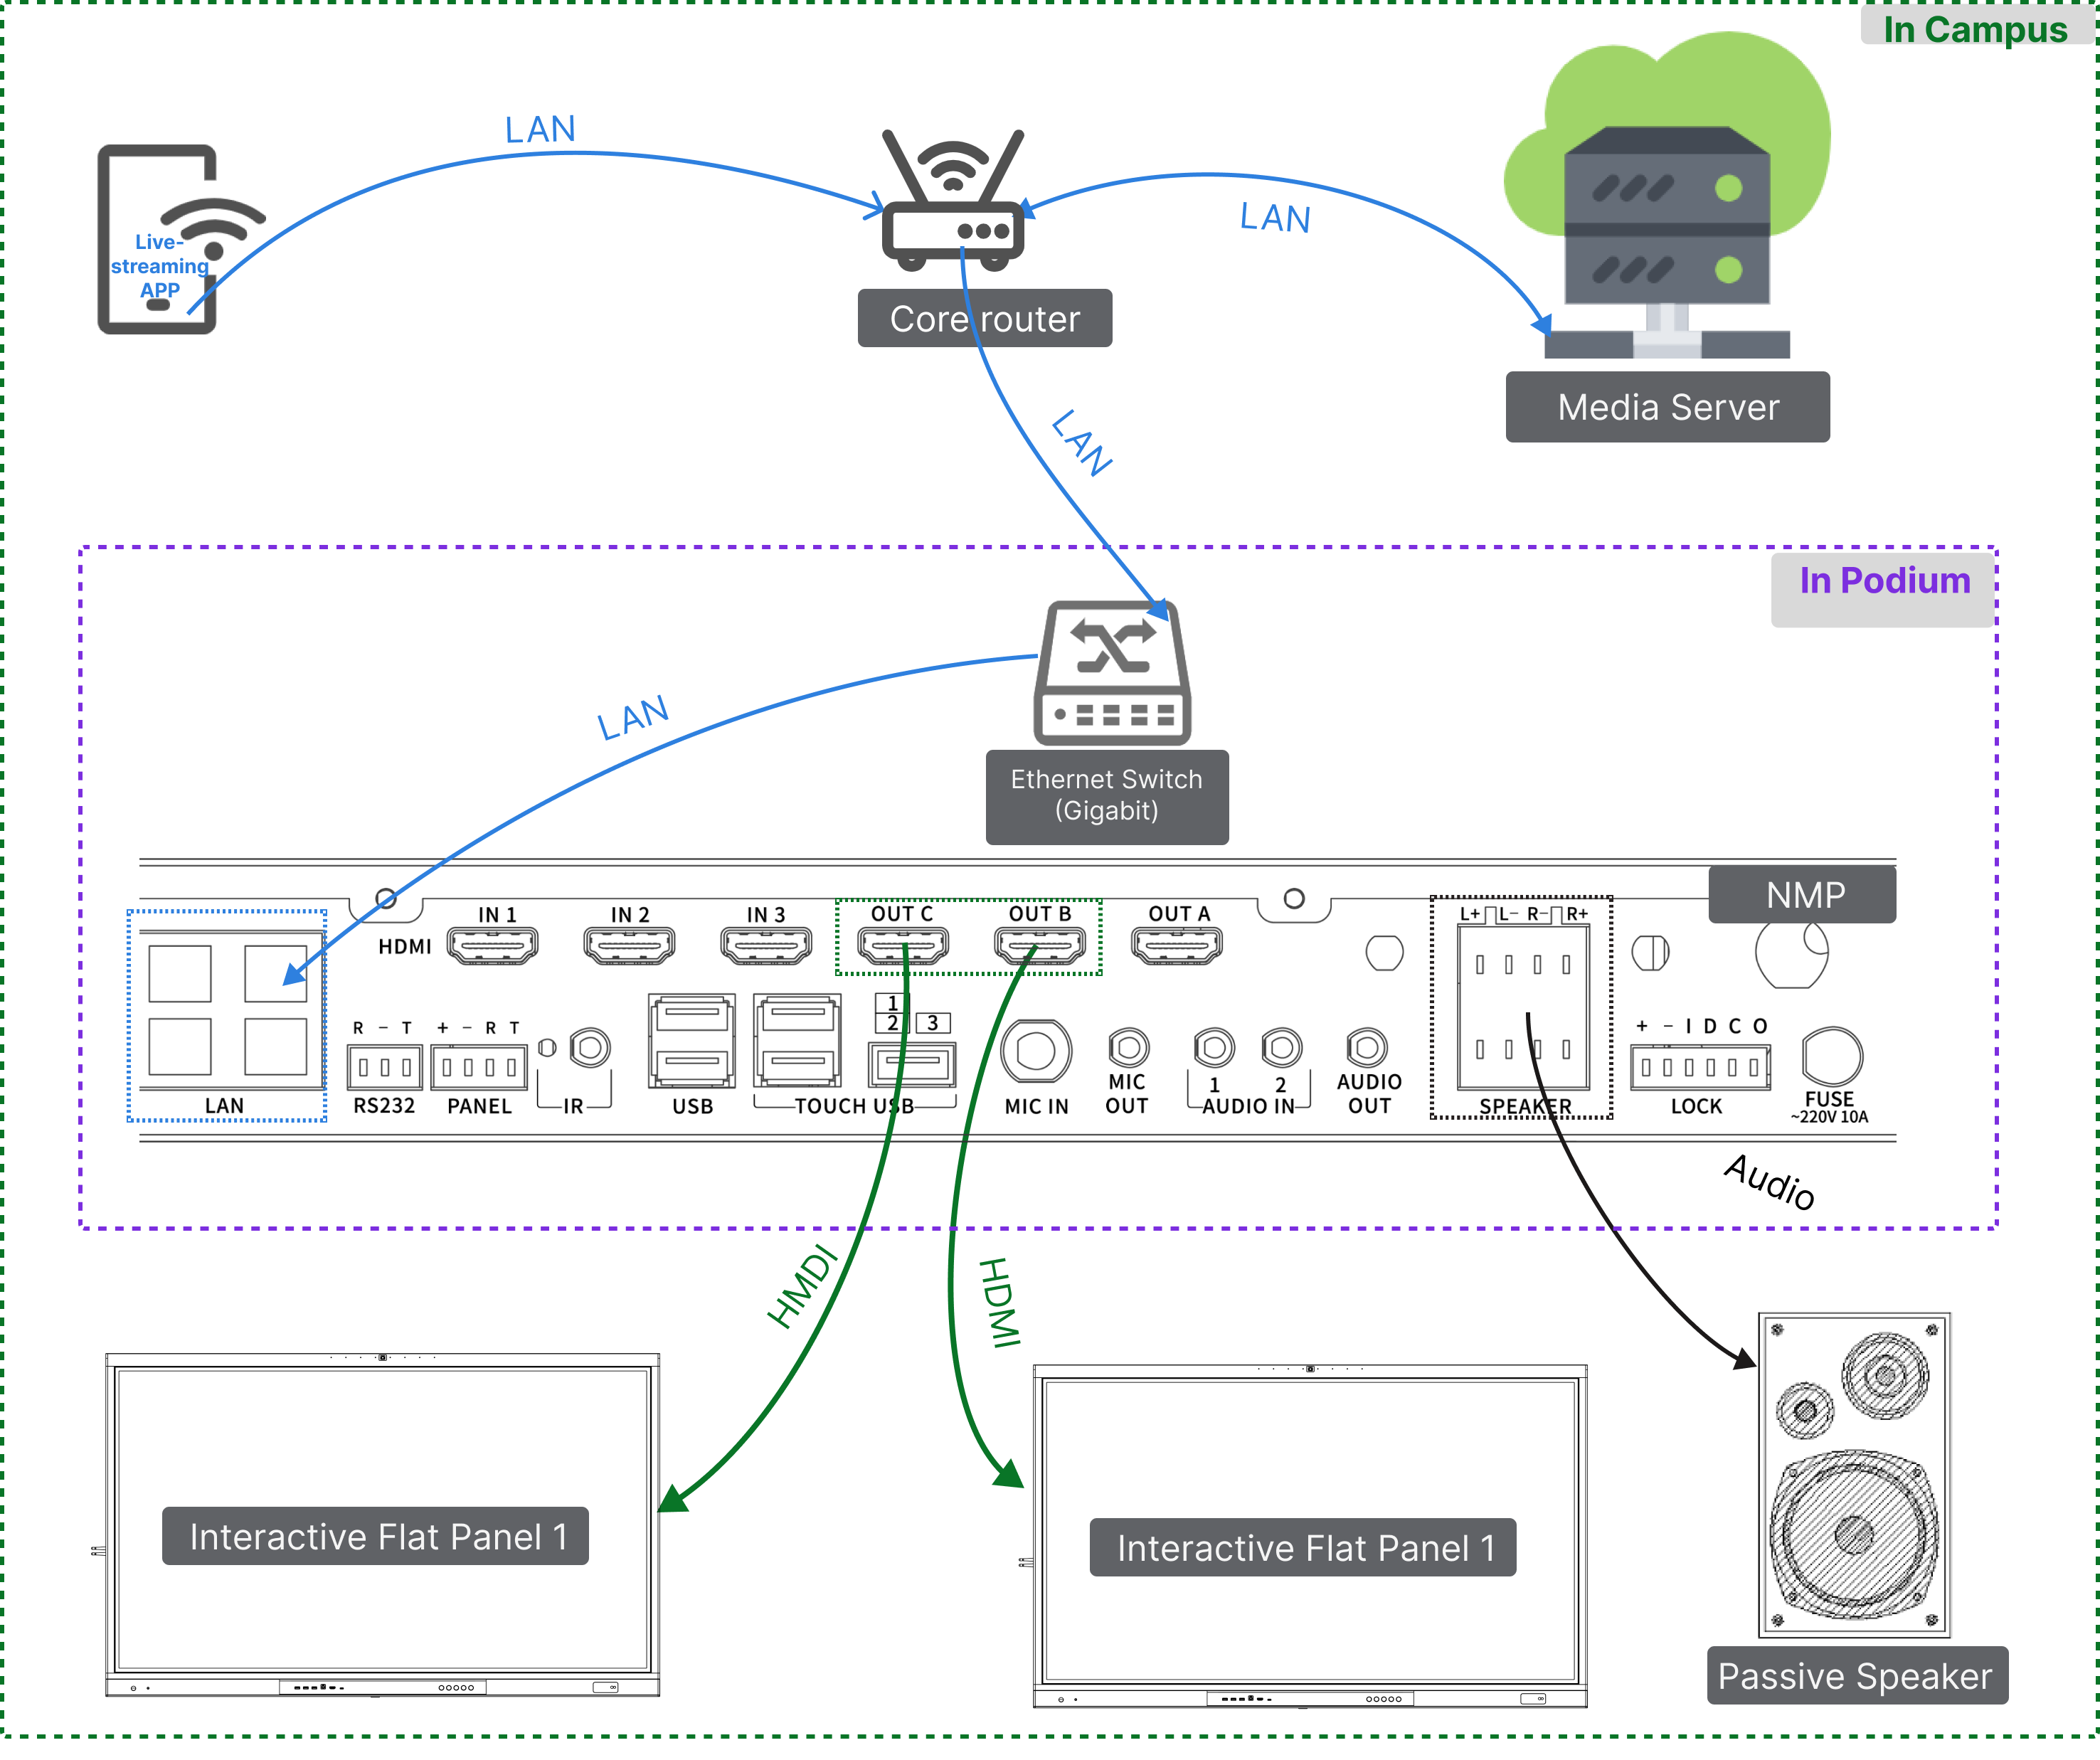 In Campus
LAN
LAN
Live-
streaming
APP
Core router
Media Server
LAN
In Podium
LAN
Ethernet Switch
(Gigabit)
NMP
HDMI
IN 1
IN 2
IN 3
OUT C
OUT B
OUT A
L+ L- R- R+
1
2
3
R - T
+ - R T
+ - I D C O
LAN
RS232
PANEL
IR
USB
TOUCH USB
MIC IN
MIC
OUT
1
2
AUDIO IN
AUDIO
OUT
SPEAKER
LOCK
FUSE
~220V 10A
Audio
HMDI
HDMI
Interactive Flat Panel 1
Interactive Flat Panel 1
Passive Speaker